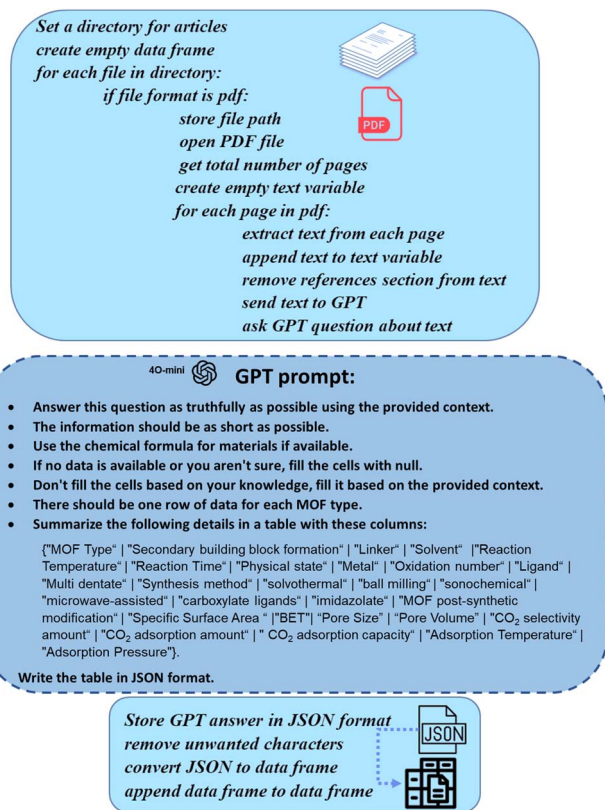 Set a directory for articles
create empty data frame
for each file in directory:
if file format is pdf:
store file path
open PDF file
get total number of pages
create empty text variable
for each page in pdf:
extract text from each page
append text to text variable
remove references section from text
send text to GPT
ask GPT question about text
PDF
4O-mini GPT prompt:
• Answer this question as truthfully as possible using the provided context.
• The information should be as short as possible.
• Use the chemical formula for materials if available.
• If no data is available or you aren't sure, fill the cells with null.
• Don't fill the cells based on your knowledge, fill it based on the provided context.
• There should be one row of data for each MOF type.
• Summarize the following details in a table with these columns:
{"MOF Type“ | "Secondary building block formation“ | "Linker“ | "Solvent“ |"Reaction
Temperature“ | "Reaction Time“ | "Physical state“ | "Metal“ | "Oxidation number“ | "Ligand“ |
"Multi dentate“ | "Synthesis method“ | "solvothermal“ | "ball milling“ | "sonochemical“ |
"microwave-assisted“ | "carboxylate ligands“ | "imidazolate“ | "MOF post-synthetic
modification“ | "Specific Surface Area “ |"BET"| “Pore Size” | “Pore Volume” | "CO₂ selectivity
amount“ | "CO₂ adsorption amount“ | " CO₂ adsorption capacity“ | "Adsorption Temperature“ |
"Adsorption Pressure"}.
Write the table in JSON format.
Store GPT answer in JSON format
remove unwanted characters
convert JSON to data frame
append data frame to data frame
JSON